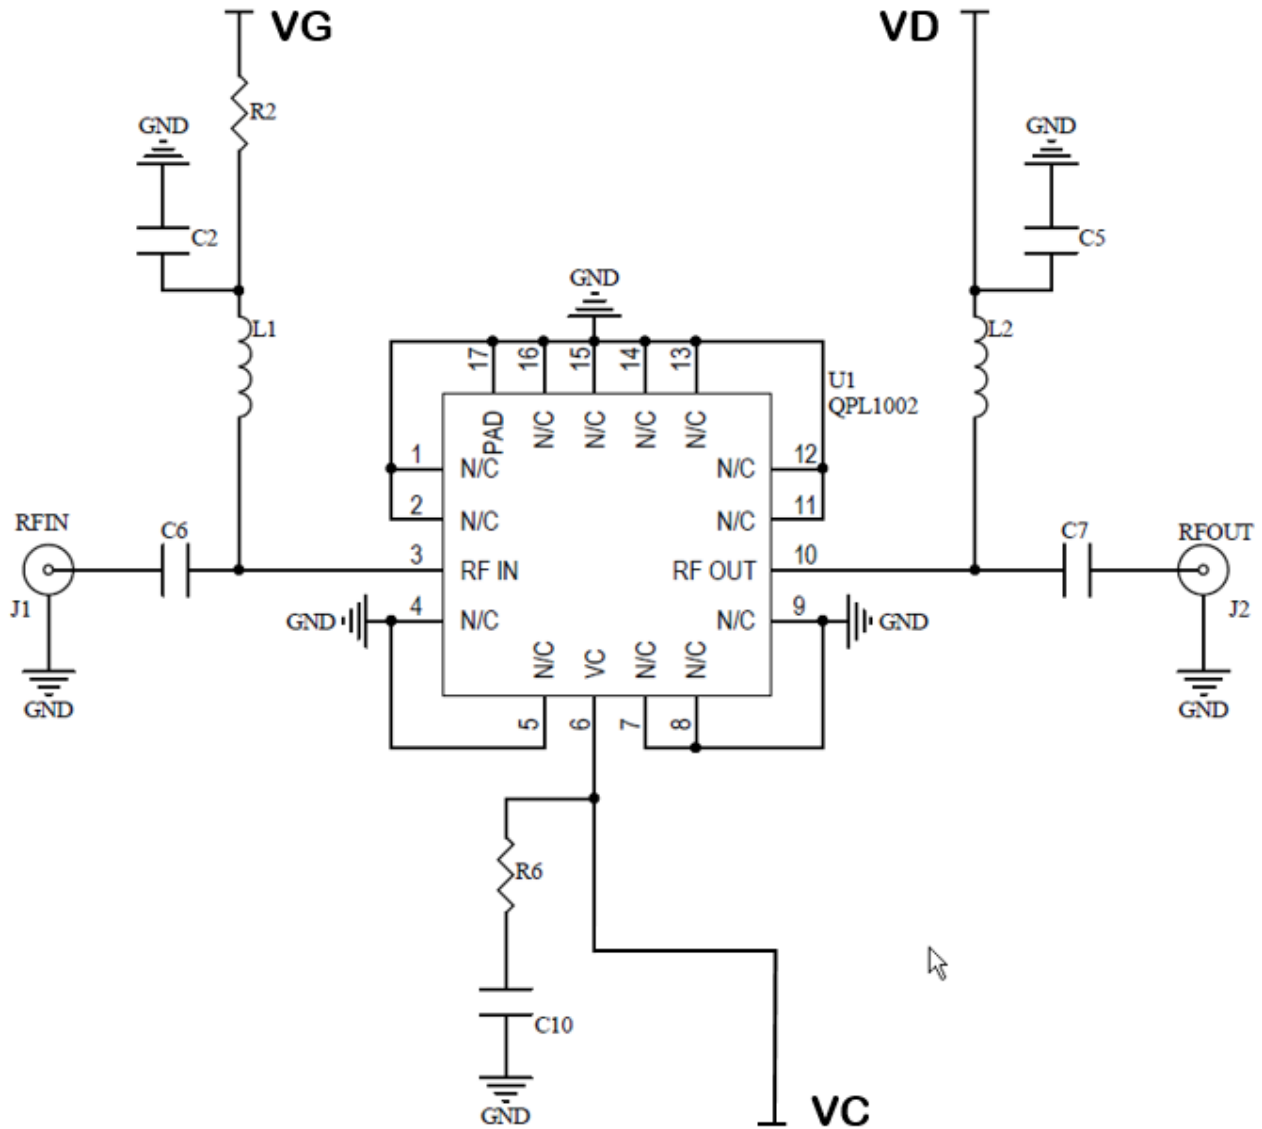 VG
VD
R2
GND
GND
C2
C5
GND
L1
L2
17
16
15
14
13
U1
QPL1002
PAD
N/C
N/C
N/C
N/C
1
N/C
N/C
12
2
N/C
N/C
11
RFIN
C6
3
RF IN
RF OUT
10
C7
RFOUT
J1
GND
4
N/C
N/C
9
GND
J2
N/C
VC
N/C
N/C
GND
GND
5
6
7
8
R6
C10
GND
VC